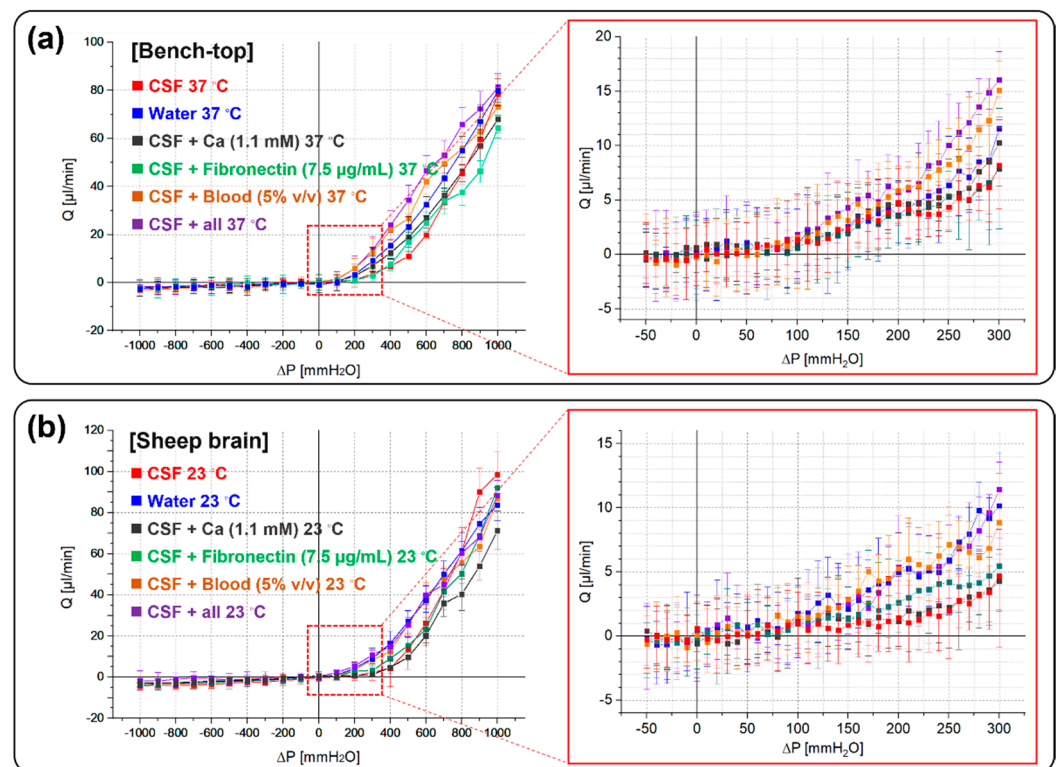 (a)
[Bench-top]
CSF 37 °C
Water 37 °C
CSF + Ca (1.1 mM) 37 °C
CSF + Fibronectin (7.5 µg/mL) 37 °C
CSF + Blood (5% v/v) 37 °C
CSF + all 37 °C
Q [µl/min]
100
80
60
40
20
0
-20
-1000 -800 -600 -400 -200 0 200 400 600 800 1000
ΔP [mmH₂O]
Q [µl/min]
20
15
10
5
0
-5
-50 0 50 100 150 200 250 300
ΔP [mmH₂O]
(b)
[Sheep brain]
CSF 23 °C
Water 23 °C
CSF + Ca (1.1 mM) 23 °C
CSF + Fibronectin (7.5 µg/mL) 23 °C
CSF + Blood (5% v/v) 23 °C
CSF + all 23 °C
Q [µl/min]
120
100
80
60
40
20
0
-20
-1000 -800 -600 -400 -200 0 200 400 600 800 1000
ΔP [mmH₂O]
Q [µl/min]
15
10
5
0
-5
-50 0 50 100 150 200 250 300
ΔP [mmH₂O]